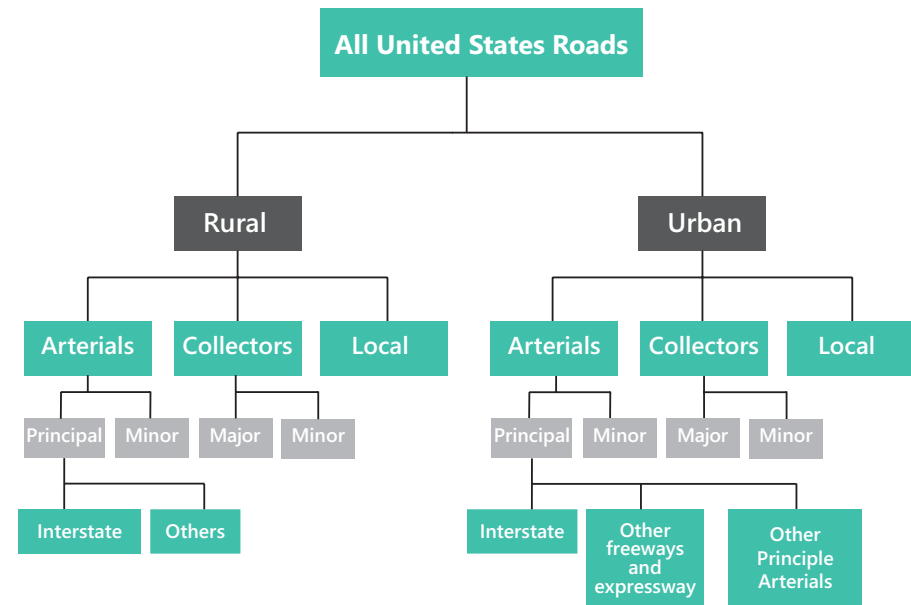 All United States Roads
Rural
Urban
Arterials
Collectors
Local
Arterials
Collectors
Local
Principal
Minor
Major
Minor
Principal
Minor
Major
Minor
Interstate
Others
Interstate
Other
freeways
and
expressway
Other
Principle
Arterials